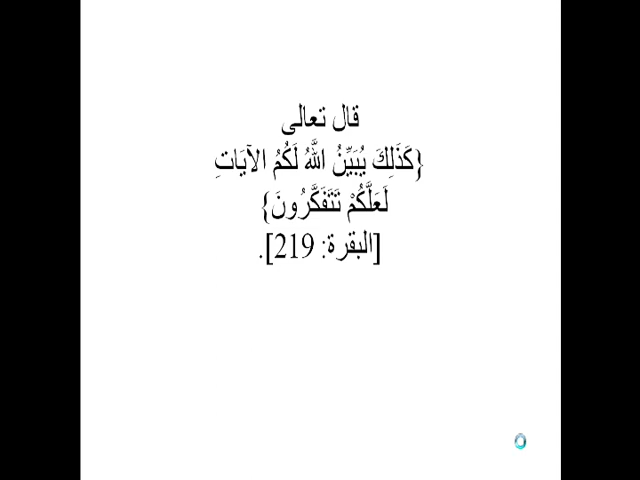 قال تعالى
{كَذَلِكَ يُبَيِّنُ اللَّهُ لَكُمُ الآيَاتِ
لَعَلَّكُمْ تَتَفَكَّرُونَ}
[البقرة: 219].